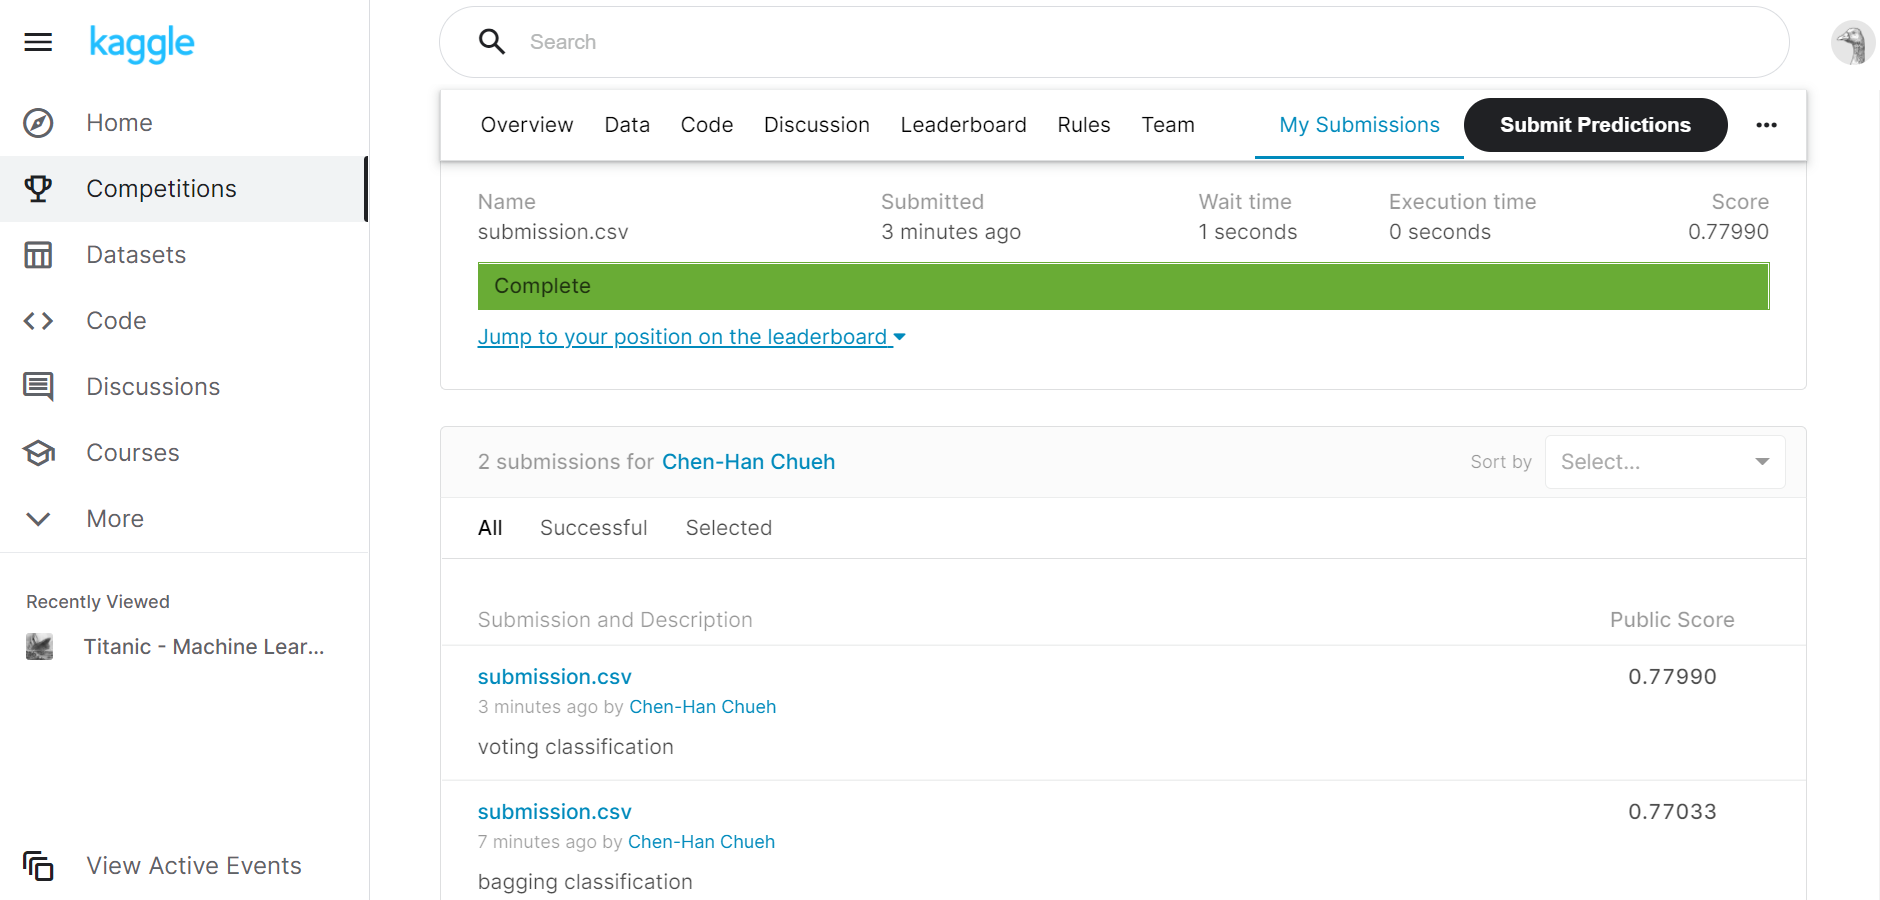 kaggle
Search
Home
Competitions
Datasets
Code
Discussions
Courses
More
Recently Viewed
Titanic - Machine Lear...
View Active Events
Overview Data Code Discussion Leaderboard Rules Team My Submissions Submit Predictions
Name Submitted Wait time Execution time Score
submission.csv 3 minutes ago 1 seconds 0 seconds 0.77990
Complete
Jump to your position on the leaderboard
2 submissions for Chen-Han Chueh Sort by Select...
All Successful Selected
Submission and Description Public Score
submission.csv 0.77990
3 minutes ago by Chen-Han Chueh
voting classification
submission.csv 0.77033
7 minutes ago by Chen-Han Chueh
bagging classification